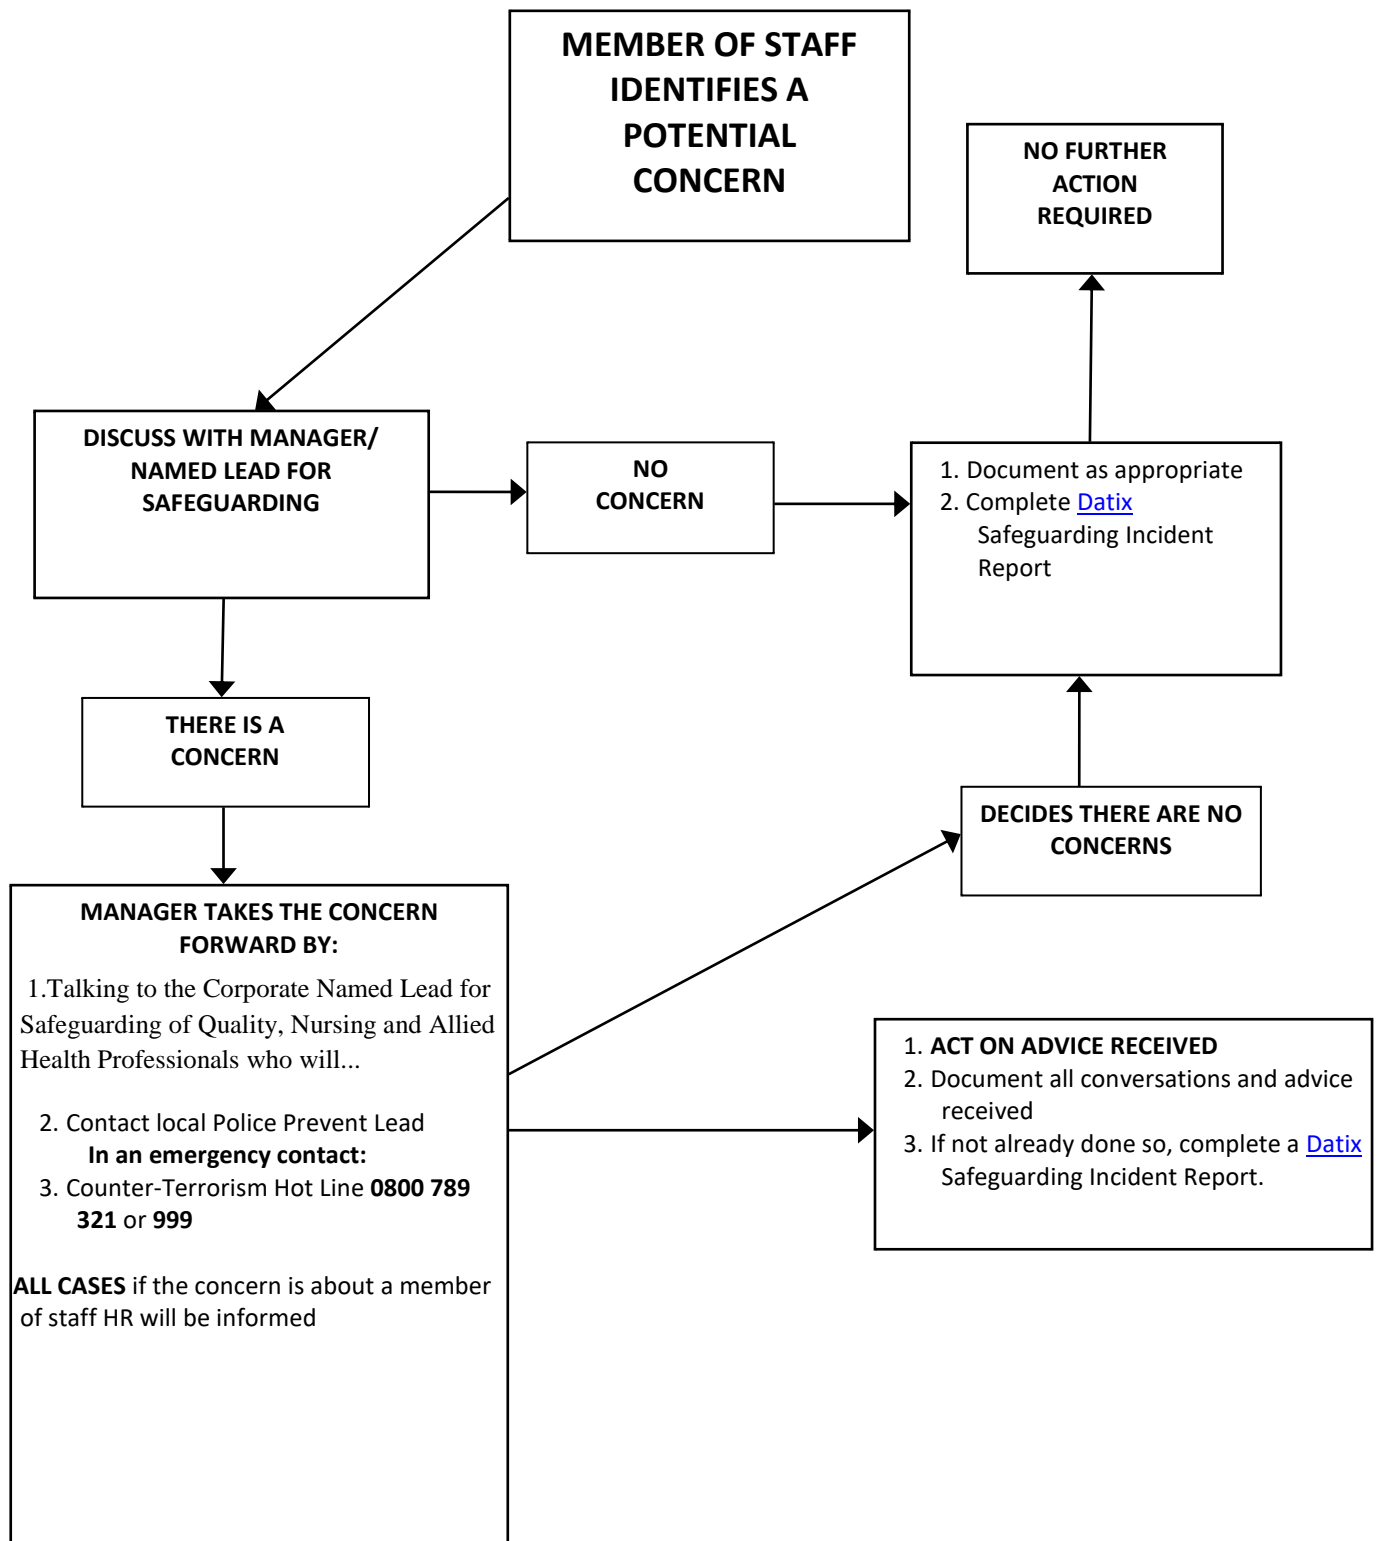 MEMBER OF STAFF
IDENTIFIES A
POTENTIAL
CONCERN
NO FURTHER
ACTION
REQUIRED
DISCUSS WITH MANAGER/
NAMED LEAD FOR
SAFEGUARDING
NO
CONCERN
1. Document as appropriate
2. Complete Datix
Safeguarding Incident
Report
THERE IS A
CONCERN
DECIDES THERE ARE NO
CONCERNS
MANAGER TAKES THE CONCERN
FORWARD BY:
1.Talking to the Corporate Named Lead for
Safeguarding of Quality, Nursing and Allied
Health Professionals who will...
2. Contact local Police Prevent Lead
In an emergency contact:
3. Counter-Terrorism Hot Line 0800 789
321 or 999
ALL CASES if the concern is about a member
of staff HR will be informed
1. ACT ON ADVICE RECEIVED
2. Document all conversations and advice
received
3. If not already done so, complete a Datix
Safeguarding Incident Report.